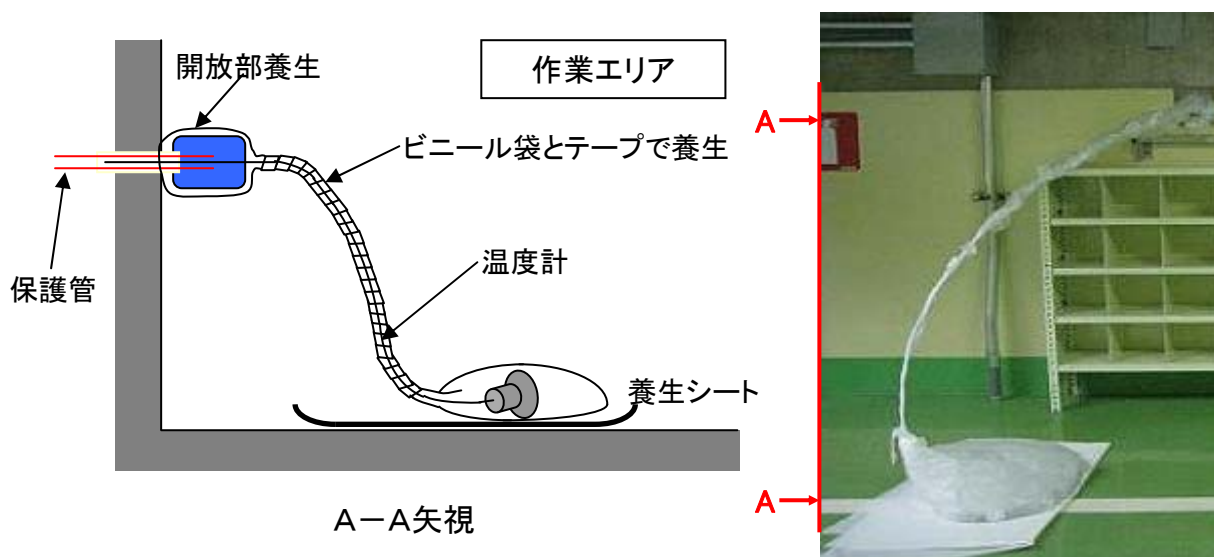 開放部養生
作業エリア
ビニール袋とテープで養生
保護管
温度計
養生シート
A－A矢視
A
A